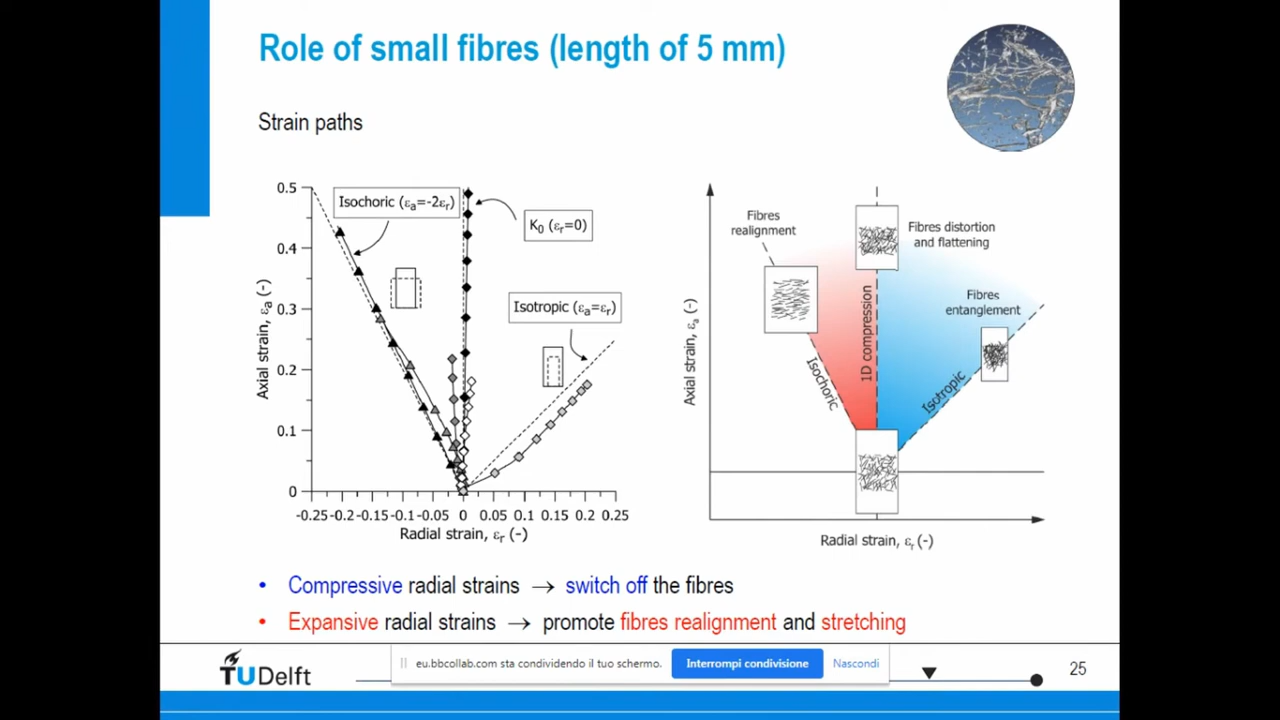 Role of small fibres (length of 5 mm)
Strain paths
0.5
0.4
0.3
0.2
0.1
0
Axial strain, εa (-)
Isochoric (εa=-2εr)
K0 (εr=0)
Isotropic (εa=εr)
-0.25 -0.2 -0.15 -0.1 -0.05 0 0.05 0.1 0.15 0.2 0.25
Radial strain, εr (-)
Fibres
realignment
Fibres distortion
and flattening
Fibres
entanglement
Axial strain, εa (-)
Isochoric
1D compression
Isotropic
Radial strain, εr (-)
• Compressive radial strains → switch off the fibres
• Expansive radial strains → promote fibres realignment and stretching
TUDelft
eu.bbcollab.com sta condividendo il tuo schermo.
Interrompi condivisione
Nascondi
25